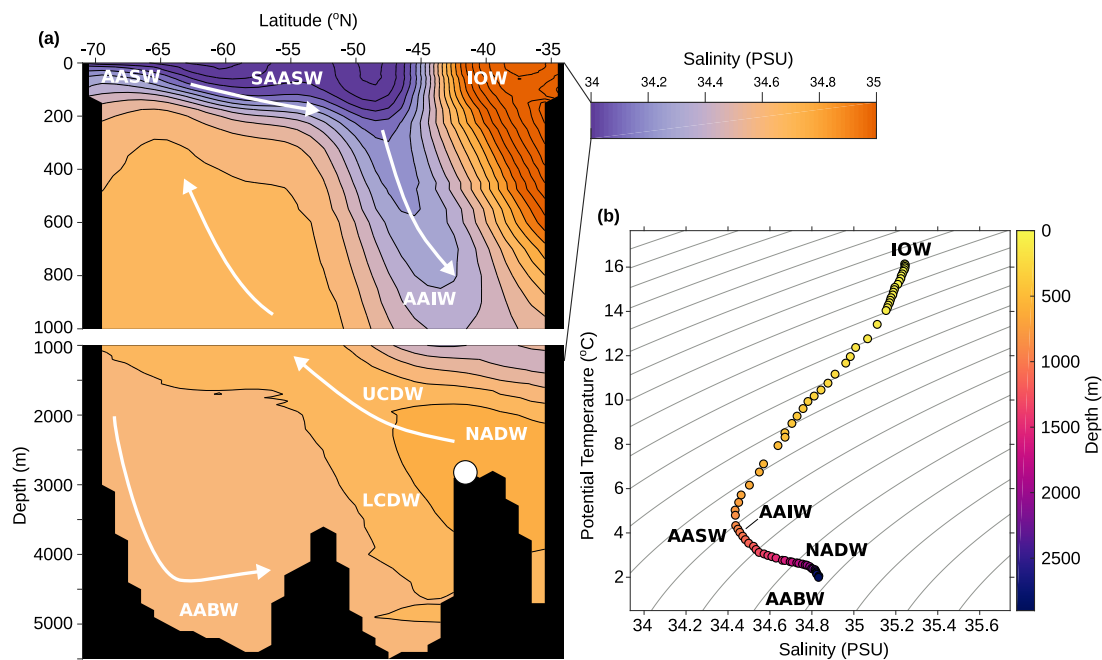 Latitude (°N)
(a)
-70 -65 -60 -55 -50 -45 -40 -35
AASW SAASW IOW
0
200
400
600
800
1000
AAIW
1000
2000
3000
4000
5000
Depth (m)
UCDW
NADW
LCDW
AABW
Salinity (PSU)
34 34.2 34.4 34.6 34.8 35
(b)
IOW
16
14
12
10
8
6
4
2
Potential Temperature (°C)
AAIW
AASW
NADW
AABW
34 34.2 34.4 34.6 34.8 35 35.2 35.4 35.6
Salinity (PSU)
0
500
1000
1500
2000
2500
Depth (m)